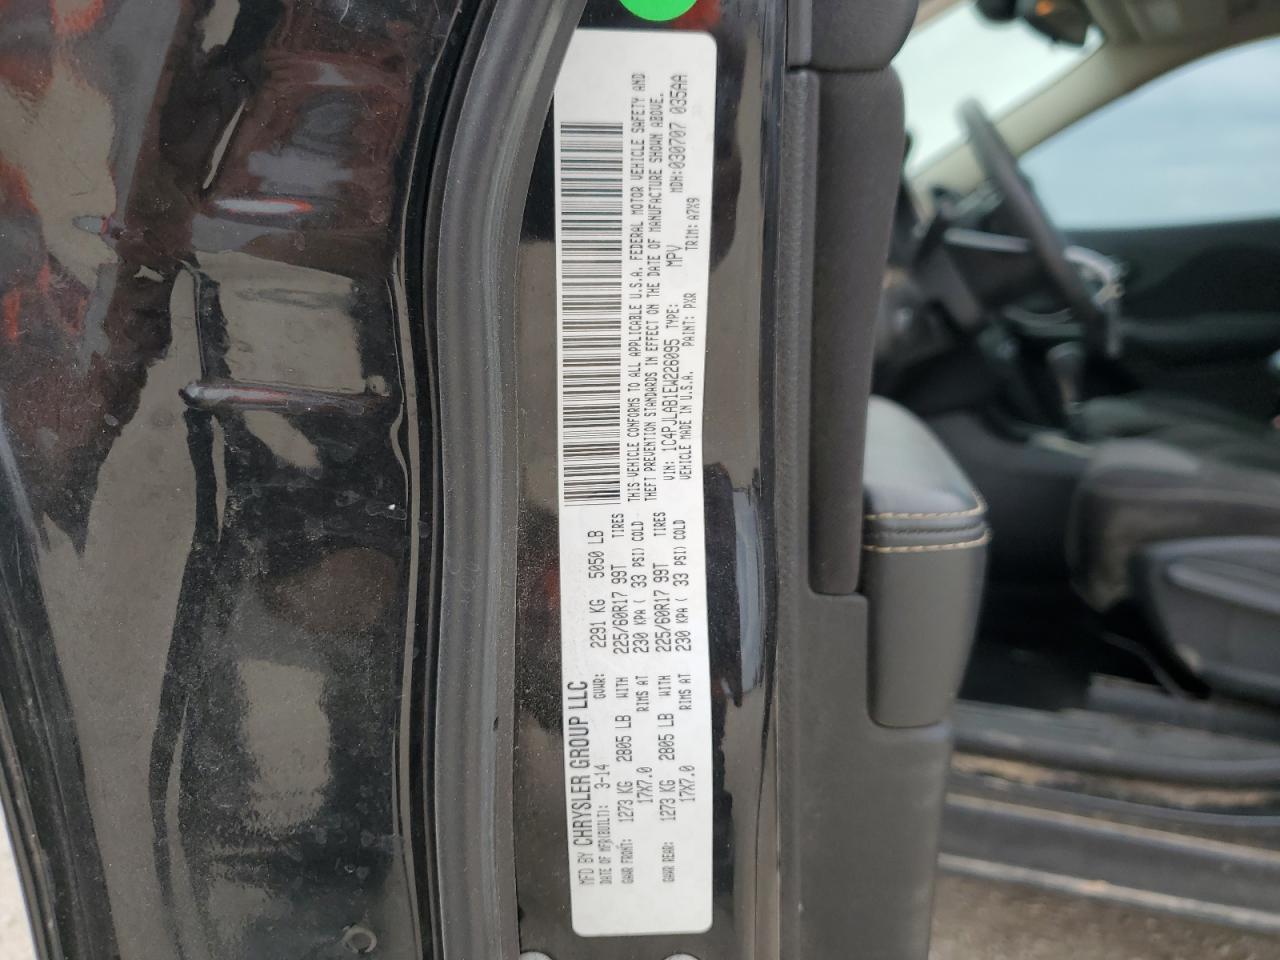 MFD BY CHRYSLER GROUP LLC
DATE OF MFR(BUILT): 3-14 GVWR: 2291 KG 5050 LB
GAWR FRONT: 1273 KG 2805 LB WITH 225/60R17 99T TIRES
17X7.0 RIMS AT 230 KPA ( 33 PSI) COLD
GAWR REAR: 1273 KG 2805 LB WITH 225/60R17 99T TIRES
17X7.0 RIMS AT 230 KPA ( 33 PSI) COLD
THIS VEHICLE CONFORMS TO ALL APPLICABLE U.S.A. FEDERAL MOTOR VEHICLE SAFETY AND
THEFT PREVENTION STANDARDS IN EFFECT ON THE DATE OF MANUFACTURE SHOWN ABOVE.
VIN: 1C4PJLAB1EW226095 TYPE: MPV MDH:030707 035AA
VEHICLE MADE IN U.S.A. PAINT: PXR TRIM: A7X9